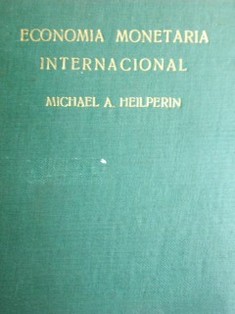 ECONOMIA MONETARIA
INTERNACIONAL
MICHAEL A. HEILPERIN